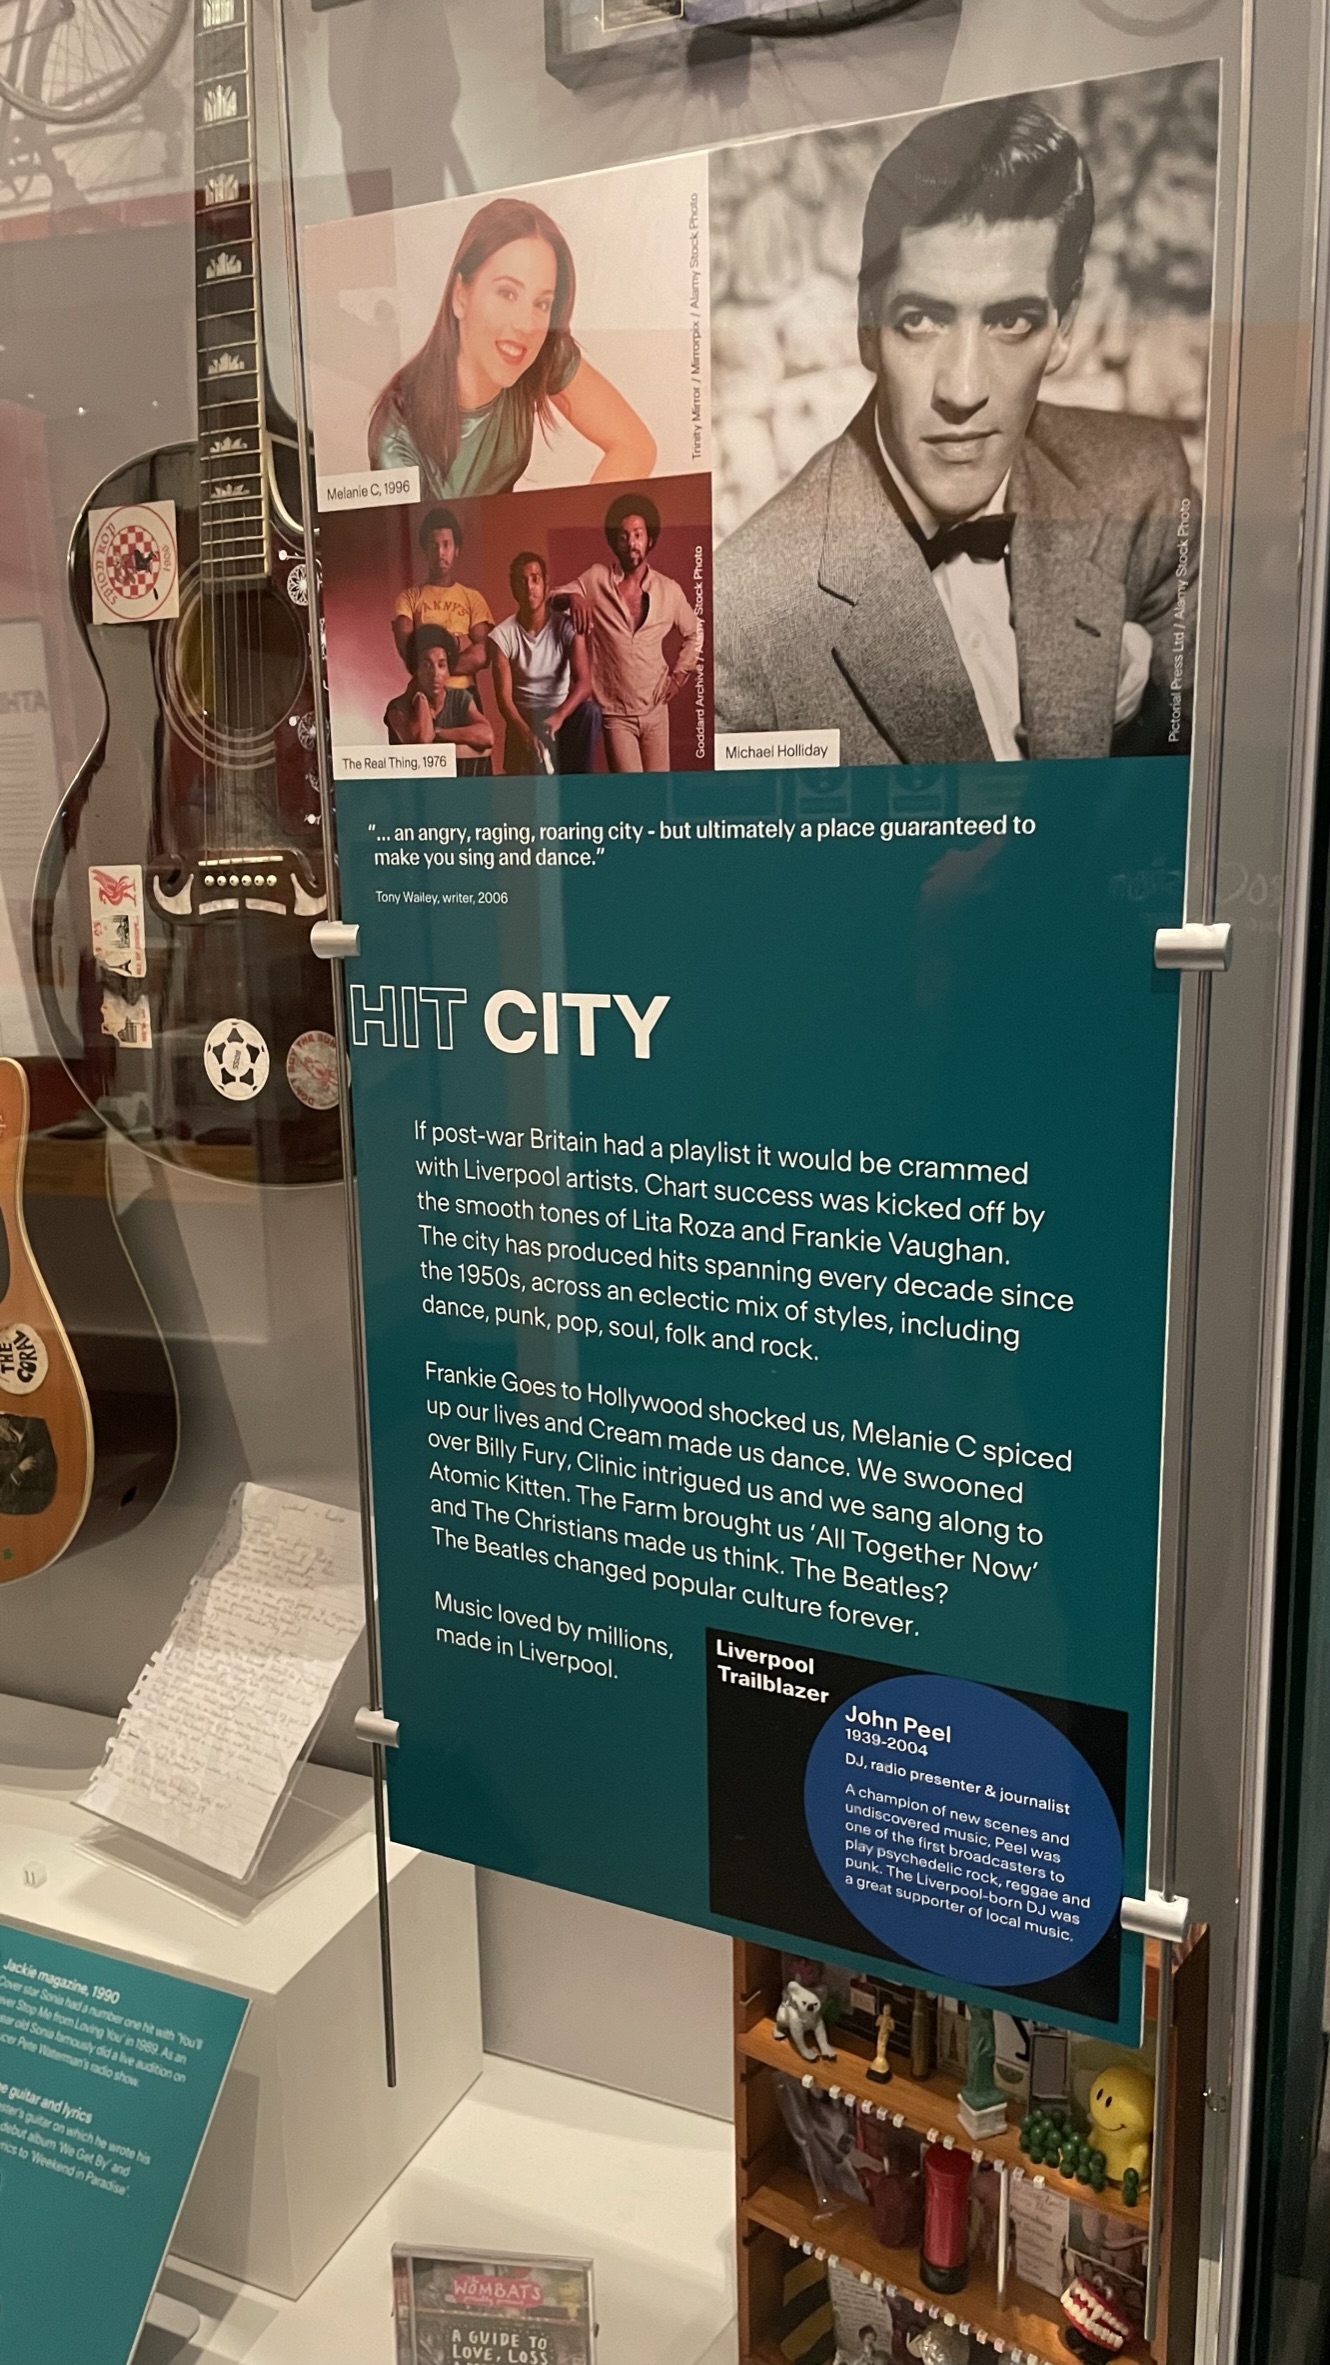 Trinity Mirror / Mirrorpix / Alamy Stock Photo
Melanie C, 1996
Goddard Archive / Alamy Stock Photo
The Real Thing, 1976
Pictorial Press Ltd / Alamy Stock Photo
Michael Holliday
"... an angry, raging, roaring city - but ultimately a place guaranteed to
make you sing and dance."
Tony Wailey, writer, 2006
HIT CITY
If post-war Britain had a playlist it would be crammed
with Liverpool artists. Chart success was kicked off by
the smooth tones of Lita Roza and Frankie Vaughan.
The city has produced hits spanning every decade since
the 1950s, across an eclectic mix of styles, including
dance, punk, pop, soul, folk and rock.
Frankie Goes to Hollywood shocked us, Melanie C spiced
up our lives and Cream made us dance. We swooned
over Billy Fury, Clinic intrigued us and we sang along to
Atomic Kitten. The Farm brought us 'All Together Now'
and The Christians made us think. The Beatles?
The Beatles changed popular culture forever.
Music loved by millions,
made in Liverpool.
Liverpool
Trailblazer
John Peel
1939-2004
DJ, radio presenter & journalist
A champion of new scenes and
undiscovered music, Peel was
one of the first broadcasters to
play psychedelic rock, reggae and
punk. The Liverpool-born DJ was
a great supporter of local music.
THE
CORAL
11
Jackie magazine, 1990
Cover star Sonia had a number one hit with 'You'll
Stop Me from Loving You' in 1989. As an
old Sonia famously did a live audition on
Pete Waterman's radio show.
guitar and lyrics
guitar on which he wrote his
debut album 'We Get By' and
to 'Weekend in Paradise'.
WOMBATS
A GUIDE TO
LOVE, LOSS